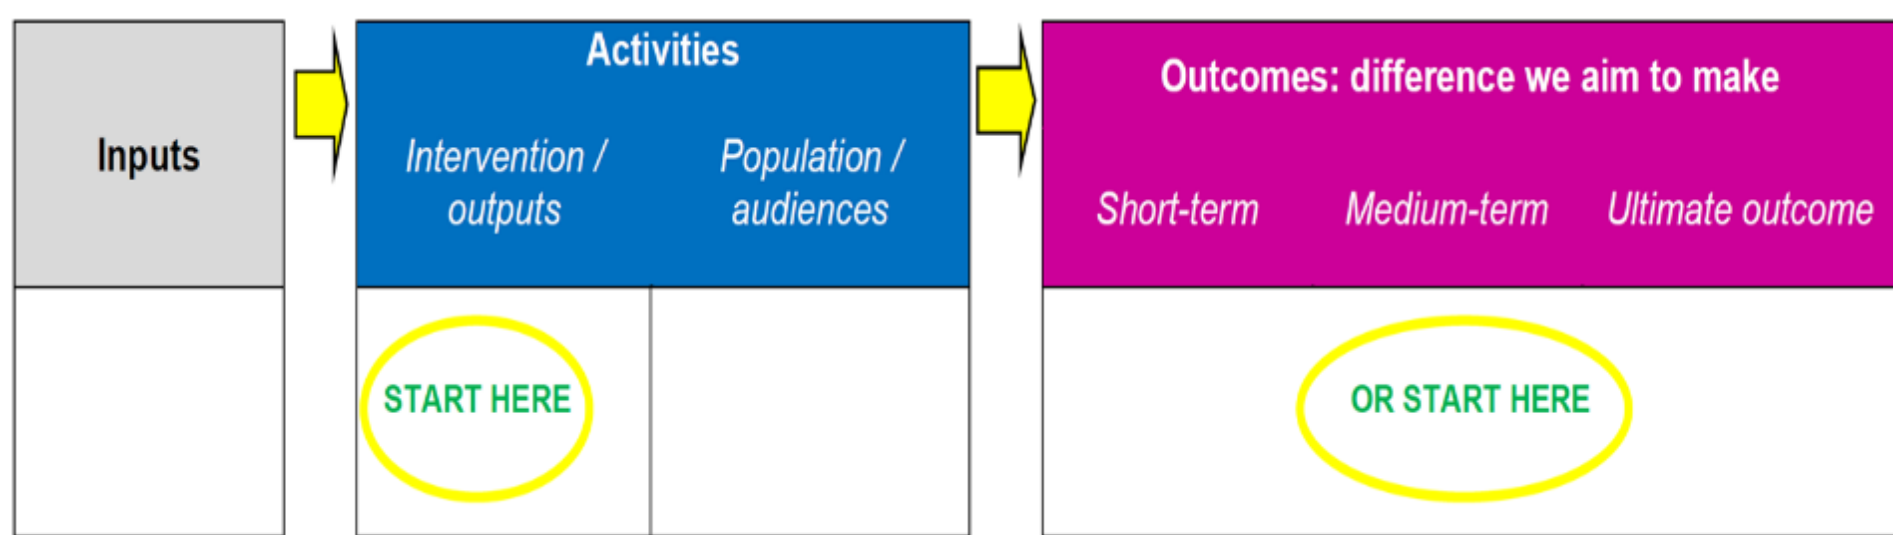 Inputs
Activities
Intervention /
outputs
Population /
audiences
Outcomes: difference we aim to make
Short-term
Medium-term
Ultimate outcome
START HERE
OR START HERE